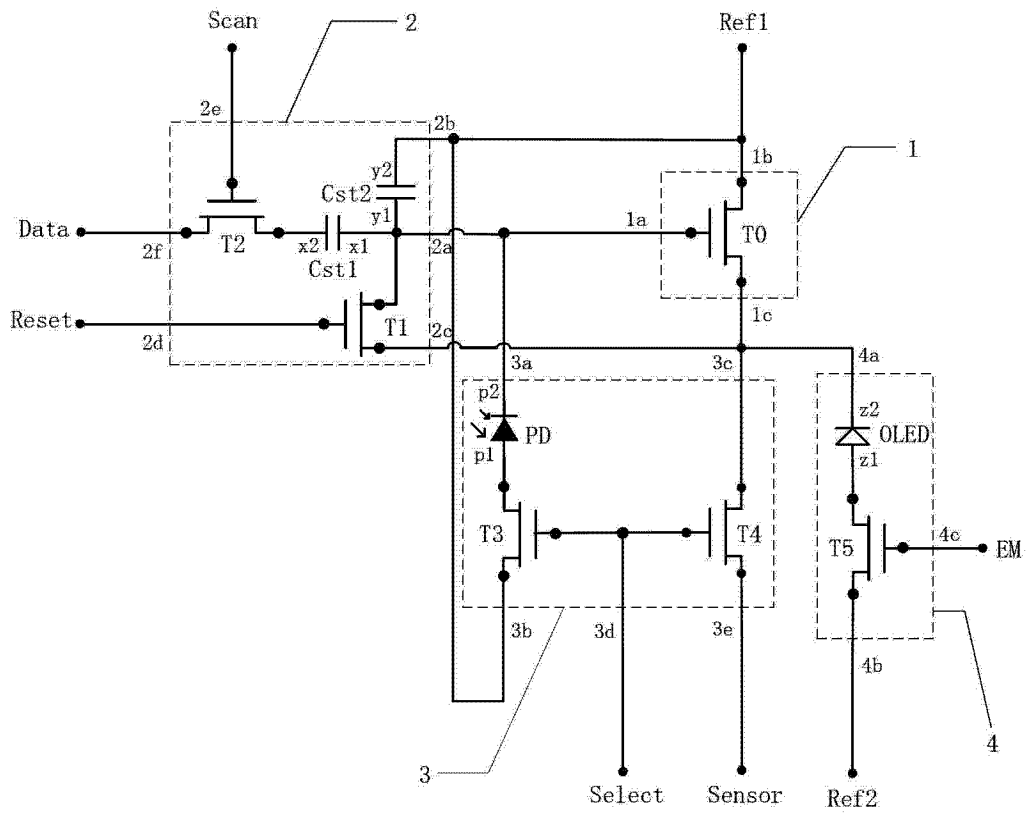 Scan
2
Ref1
2e
2b
1b
1
y2
Cst2
y1
1a
T0
Data
2f
T2
x2
x1
2a
Cst1
1c
Reset
2d
T1
2c
3a
3c
4a
p2
PD
p1
z2
OLED
z1
T3
T4
T5
4c
EM
3b
3d
3e
4b
3
4
Select
Sensor
Ref2